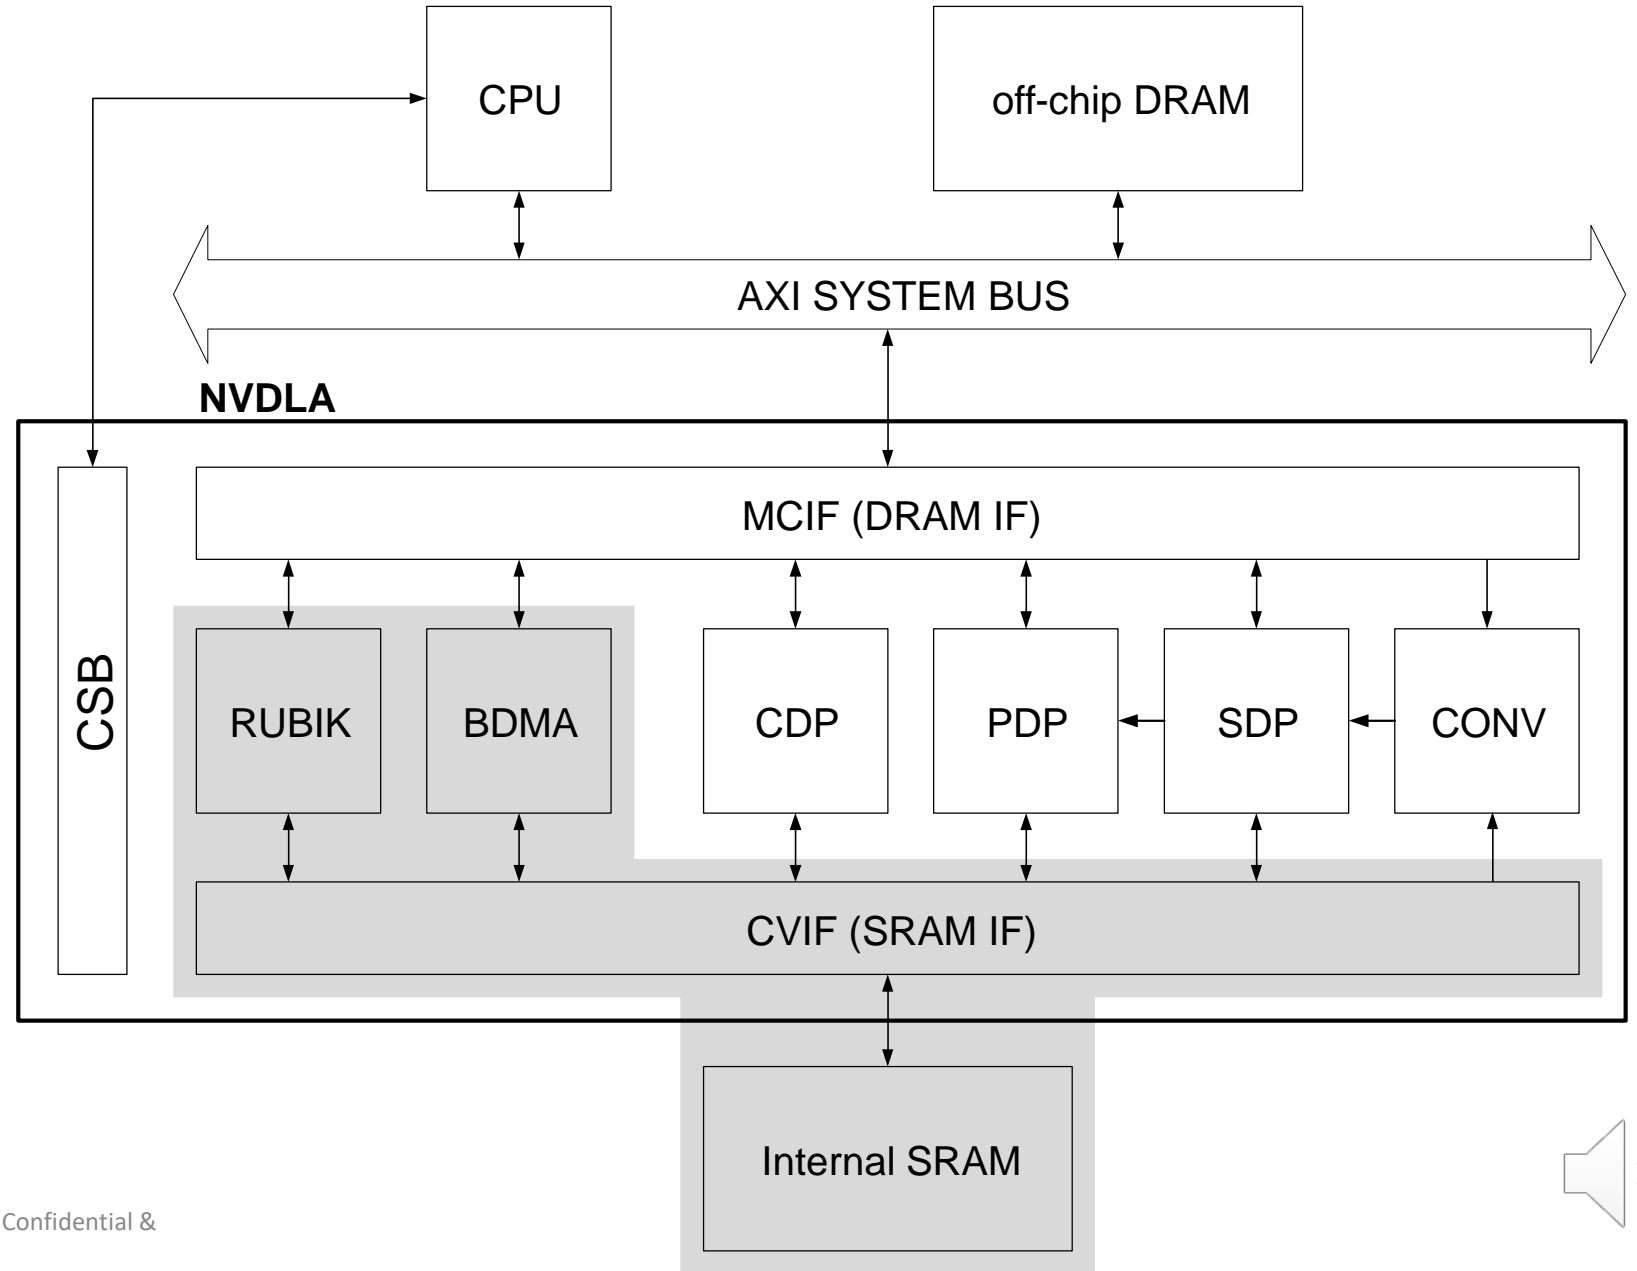 CPU
off-chip DRAM
AXI SYSTEM BUS
NVDLA
MCIF (DRAM IF)
CSB
RUBIK
BDMA
CDP
PDP
SDP
CONV
CVIF (SRAM IF)
Internal SRAM
Confidential &